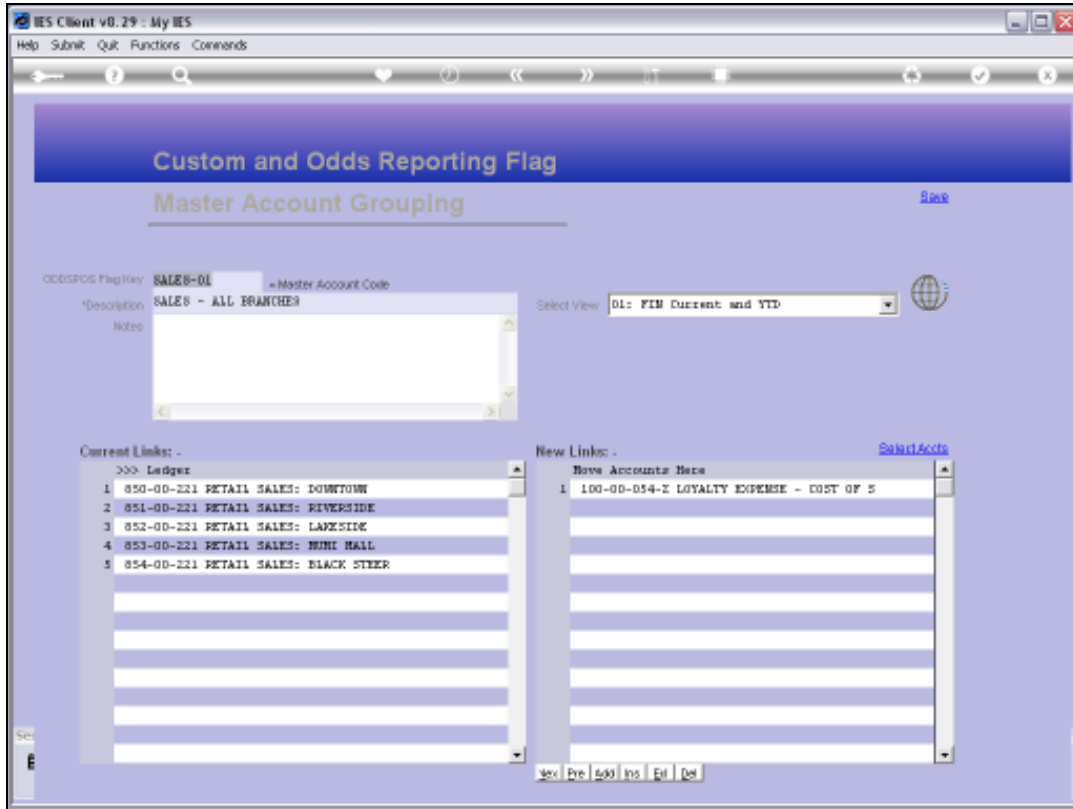 IES Client v8.29 : My IES
Help Submit Quit Functions Commands
Custom and Odds Reporting Flag
Master Account Grouping
Save
ODDSPOS Flag Key SALES-01 = Master Account Code
*Description SALES - ALL BRANCHES
Select View 01: FIN Current and YTD
Notes
Current Links: -
New Links: -
Select Accts
>>> Ledger
Move Accounts Here
1 850-00-221 RETAIL SALES: DOWNTOWN
1 100-00-054-Z LOYALTY EXPENSE - COST OF S
2 851-00-221 RETAIL SALES: RIVERSIDE
3 852-00-221 RETAIL SALES: LAKESIDE
4 853-00-221 RETAIL SALES: MALL
5 854-00-221 RETAIL SALES: BLACK STEER
Nex Pre Add Ins Del